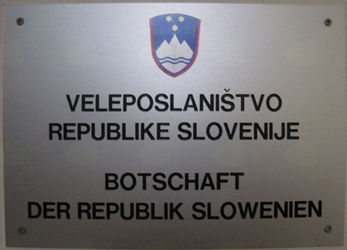 VELEPOSLANIŠTVO
REPUBLIKE SLOVENIJE
BOTSCHAFT
DER REPUBLIK SLOWENIEN